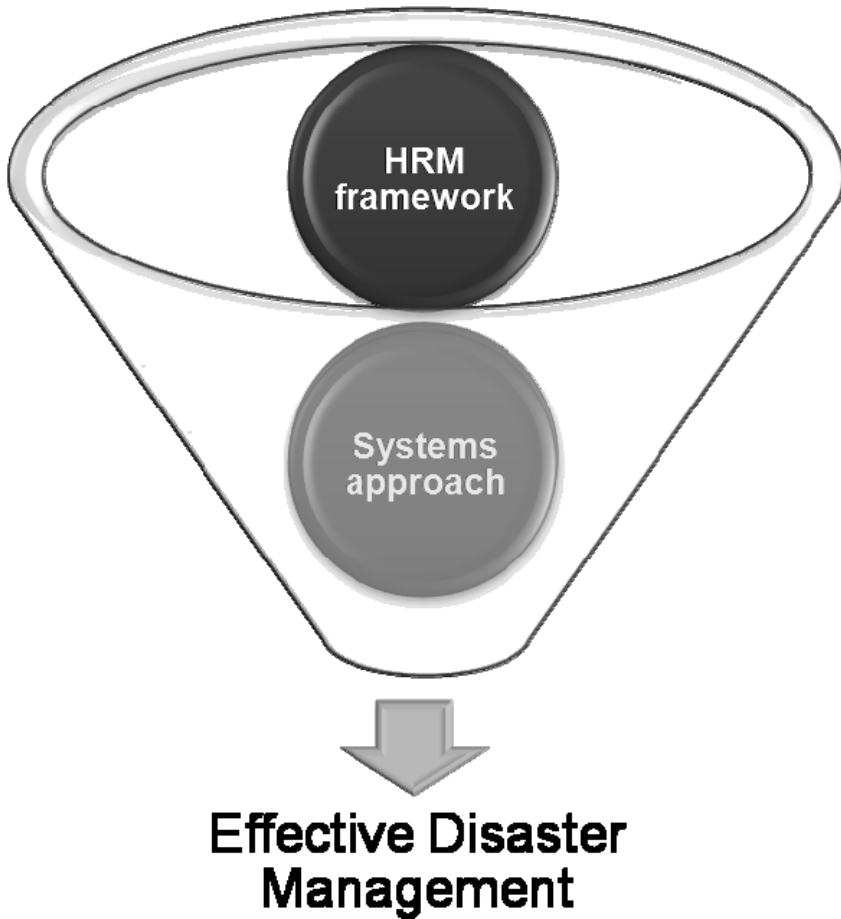 HRM
framework
Systems
approach
Effective Disaster
Management